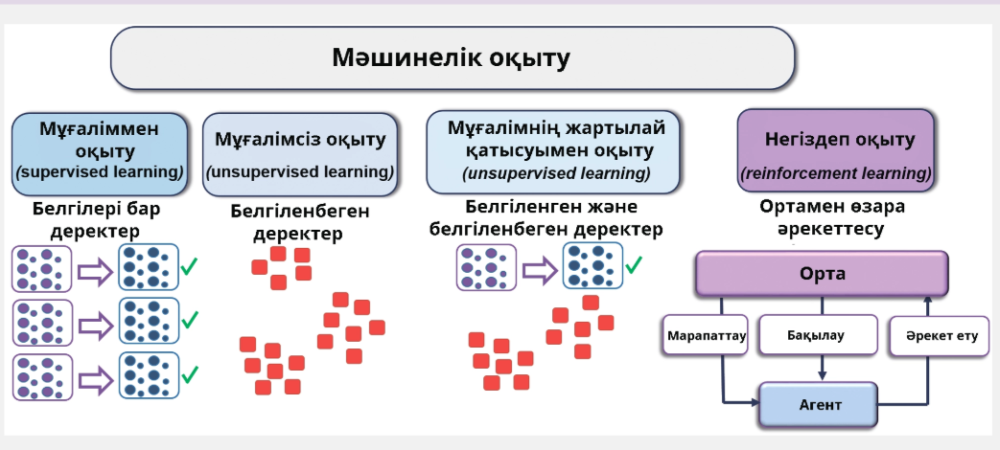 Мәшинелік оқыту
Мұғаліммен
оқыту
(supervised learning)
Белгілері бар
деректер
Мұғалімсіз оқыту
(unsupervised learning)
Белгіленбеген
деректер
Мұғалімнің жартылай
қатысуымен оқыту
(unsupervised learning)
Белгіленген және
белгіленбеген деректер
Негіздеп оқыту
(reinforcement learning)
Ортамен өзара
әрекеттесу
Орта
Марапаттау
Бақылау
Әрекет ету
Агент